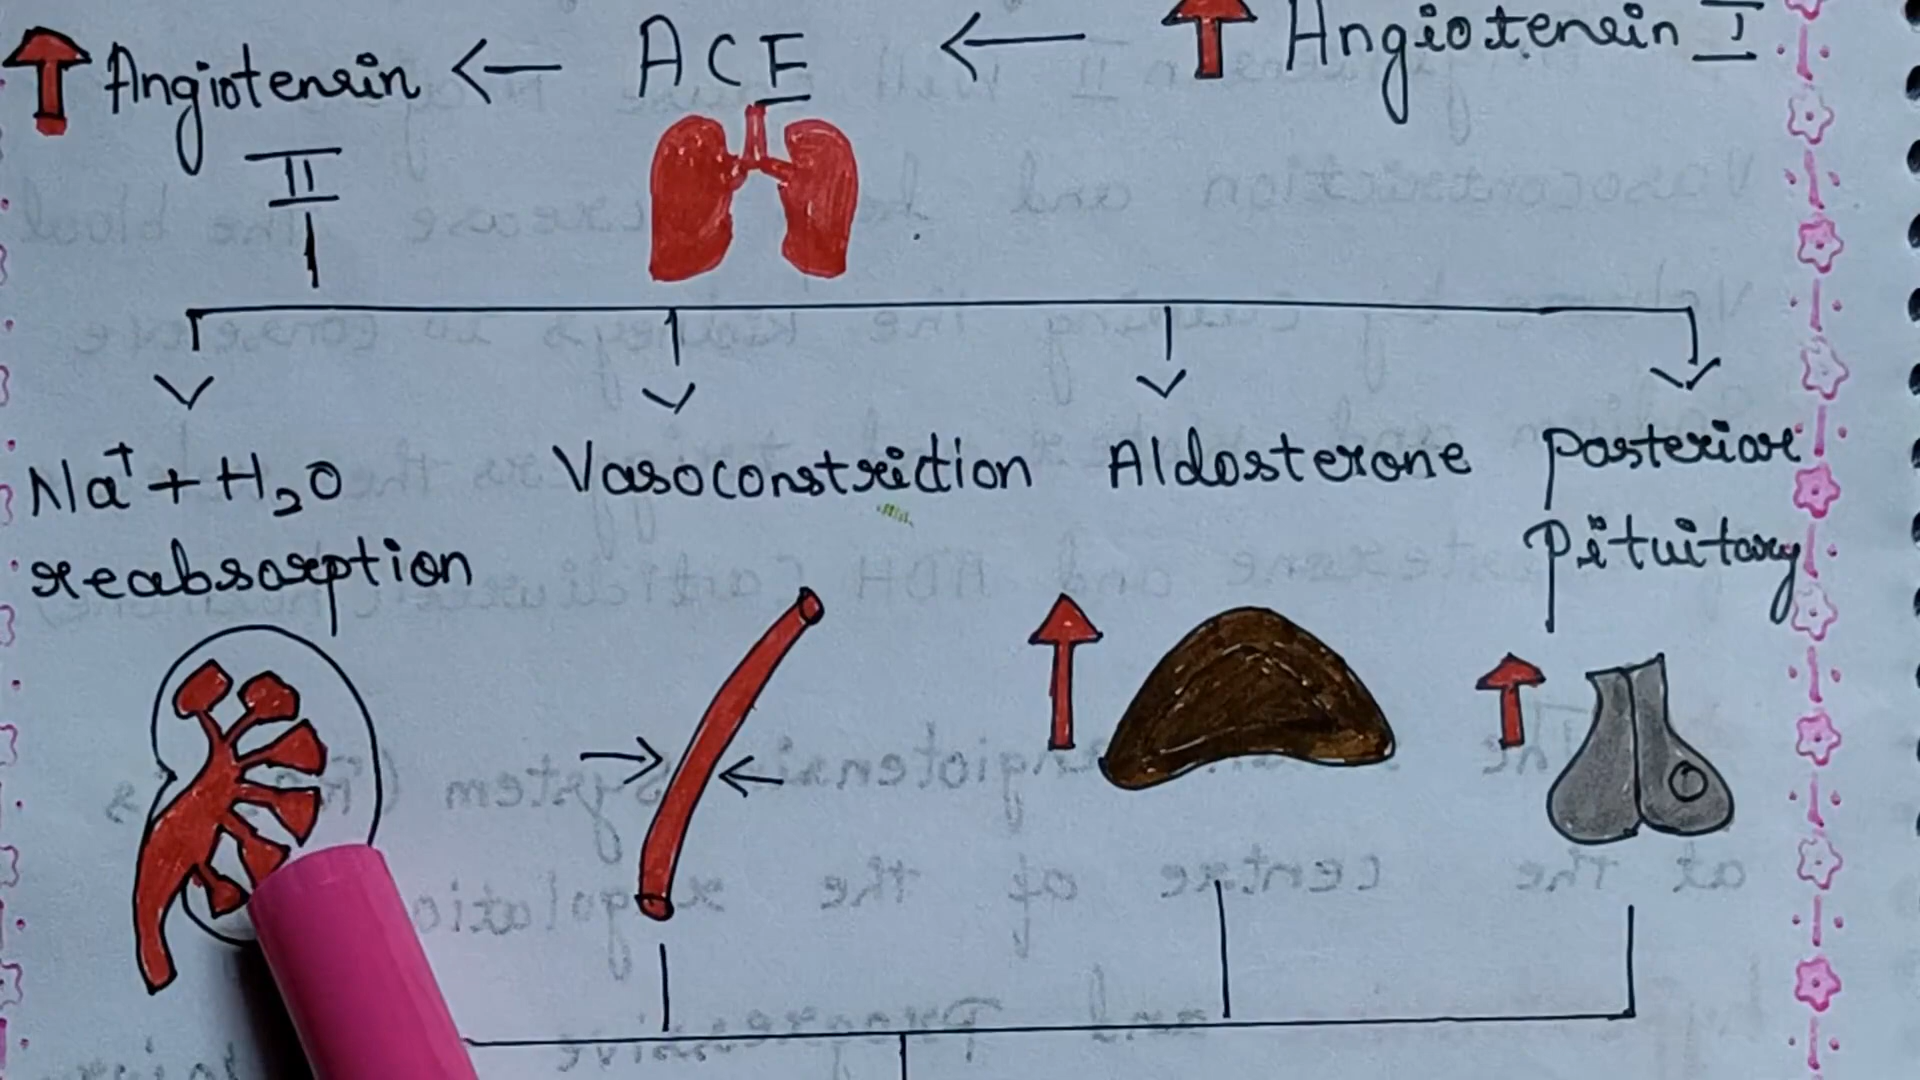 Angiotensin <— ACE <— Angiotensin I
II
Na⁺ + H₂O Vasoconstriction Aldosterone Posterior
reabsorption Pituitary